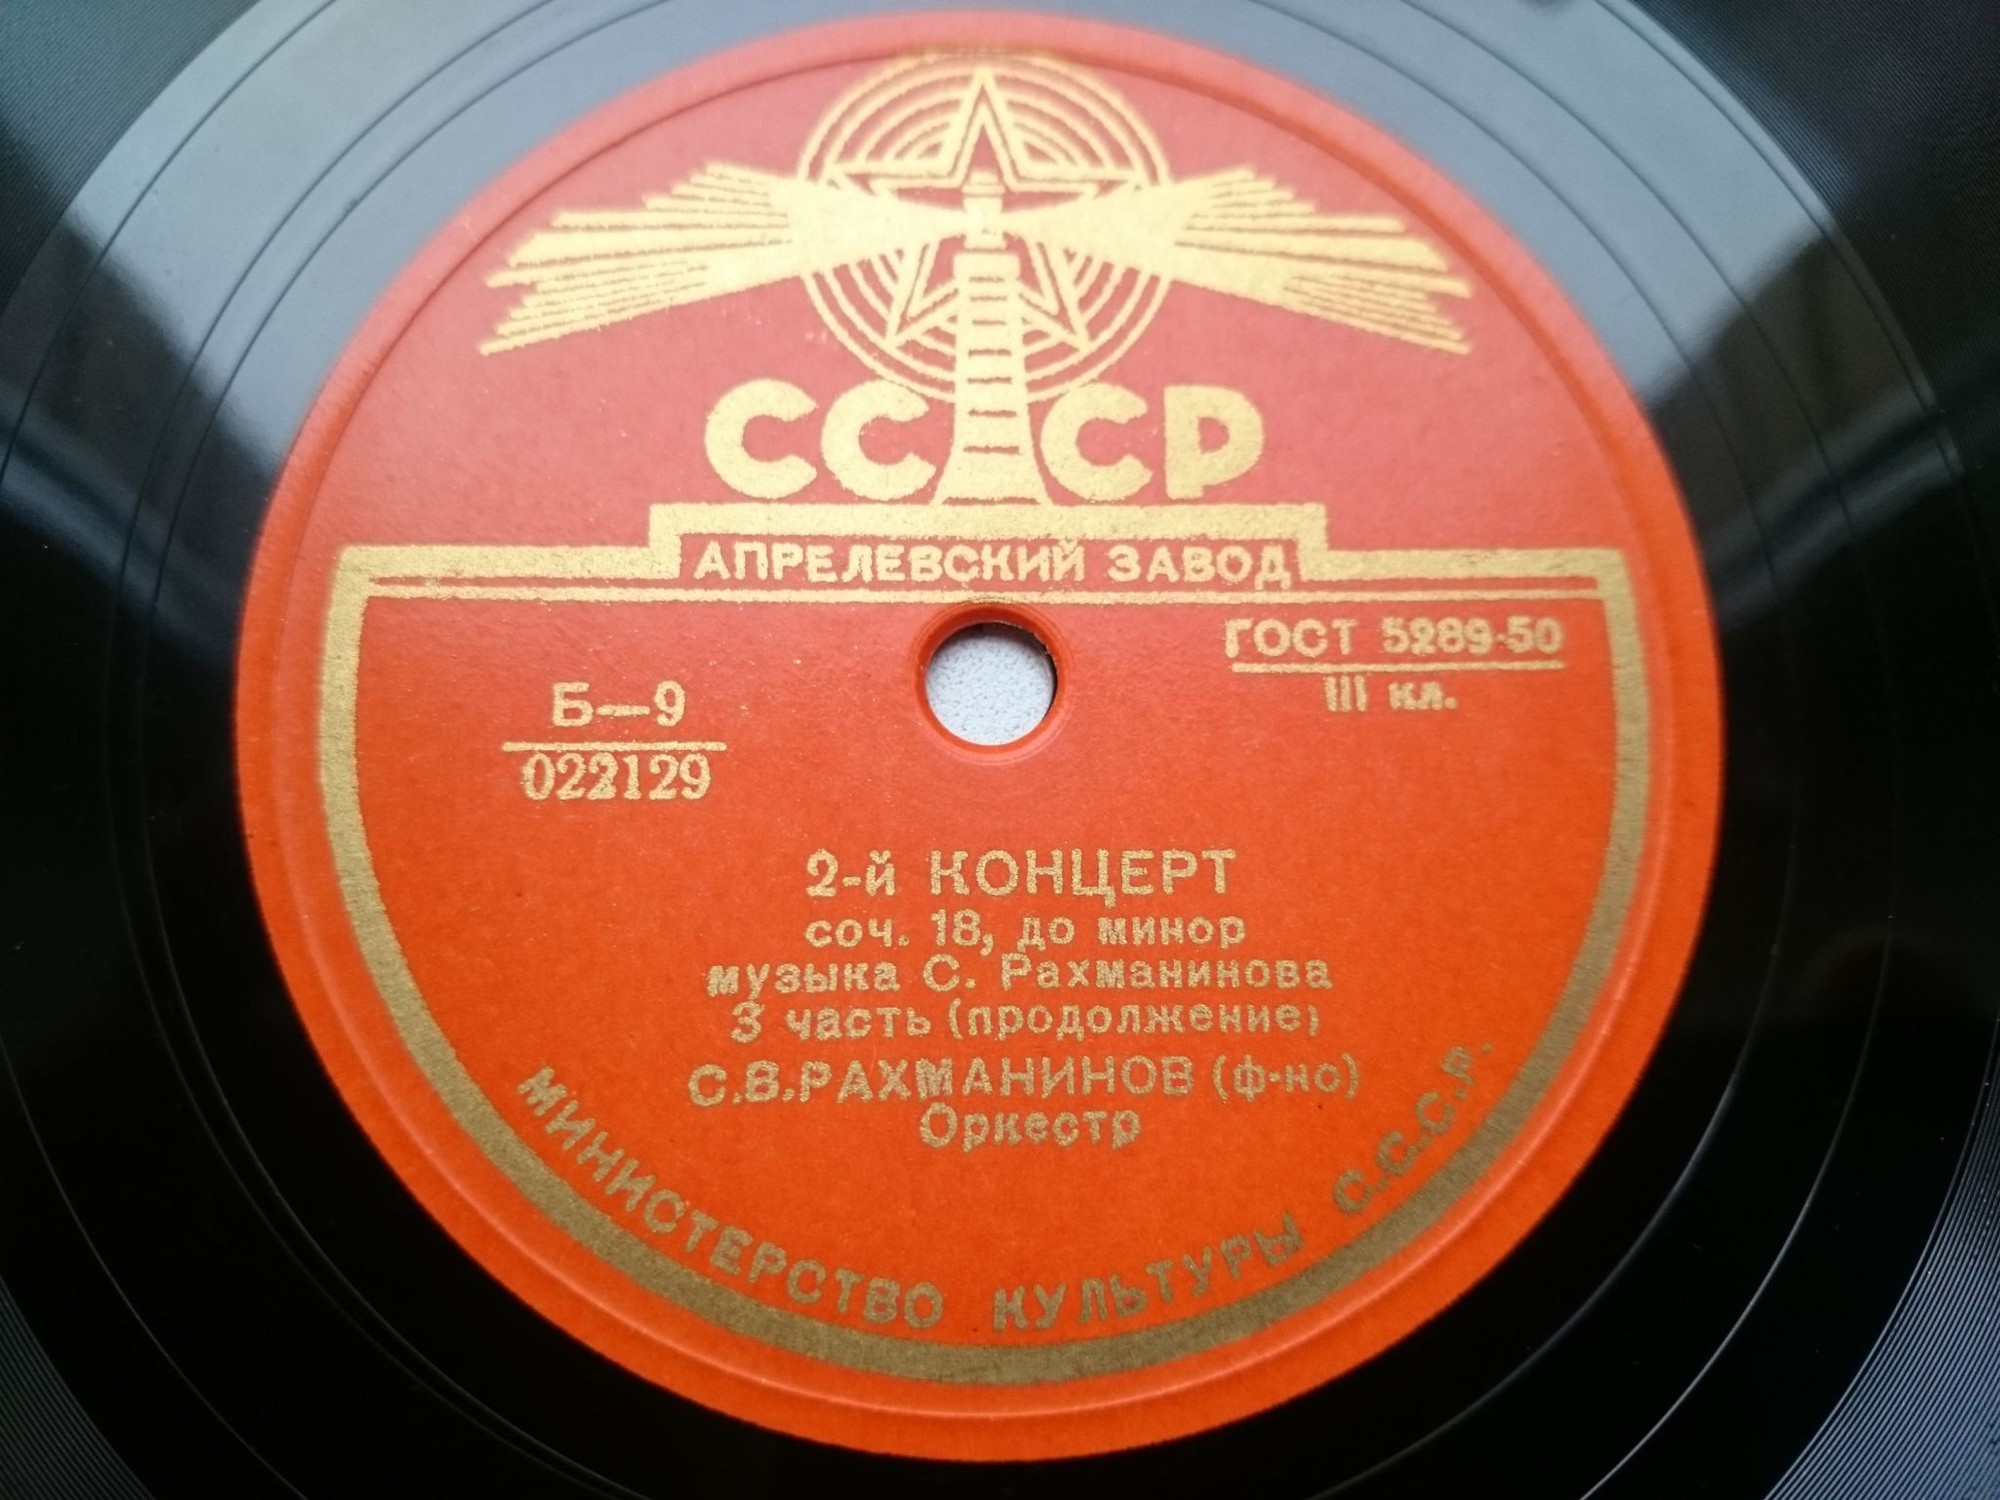 СССР
АПРЕЛЕВСКИЙ ЗАВОД
ГОСТ 5289-50
III кл.
Б—9
022129
2-й КОНЦЕРТ
соч. 18, до минор
музыка С. Рахманинова
3 часть (продолжение)
С.В.РАХМАНИНОВ (ф-но)
Оркестр
МИНИСТЕРСТВО КУЛЬТУРЫ С.С.С.Р.